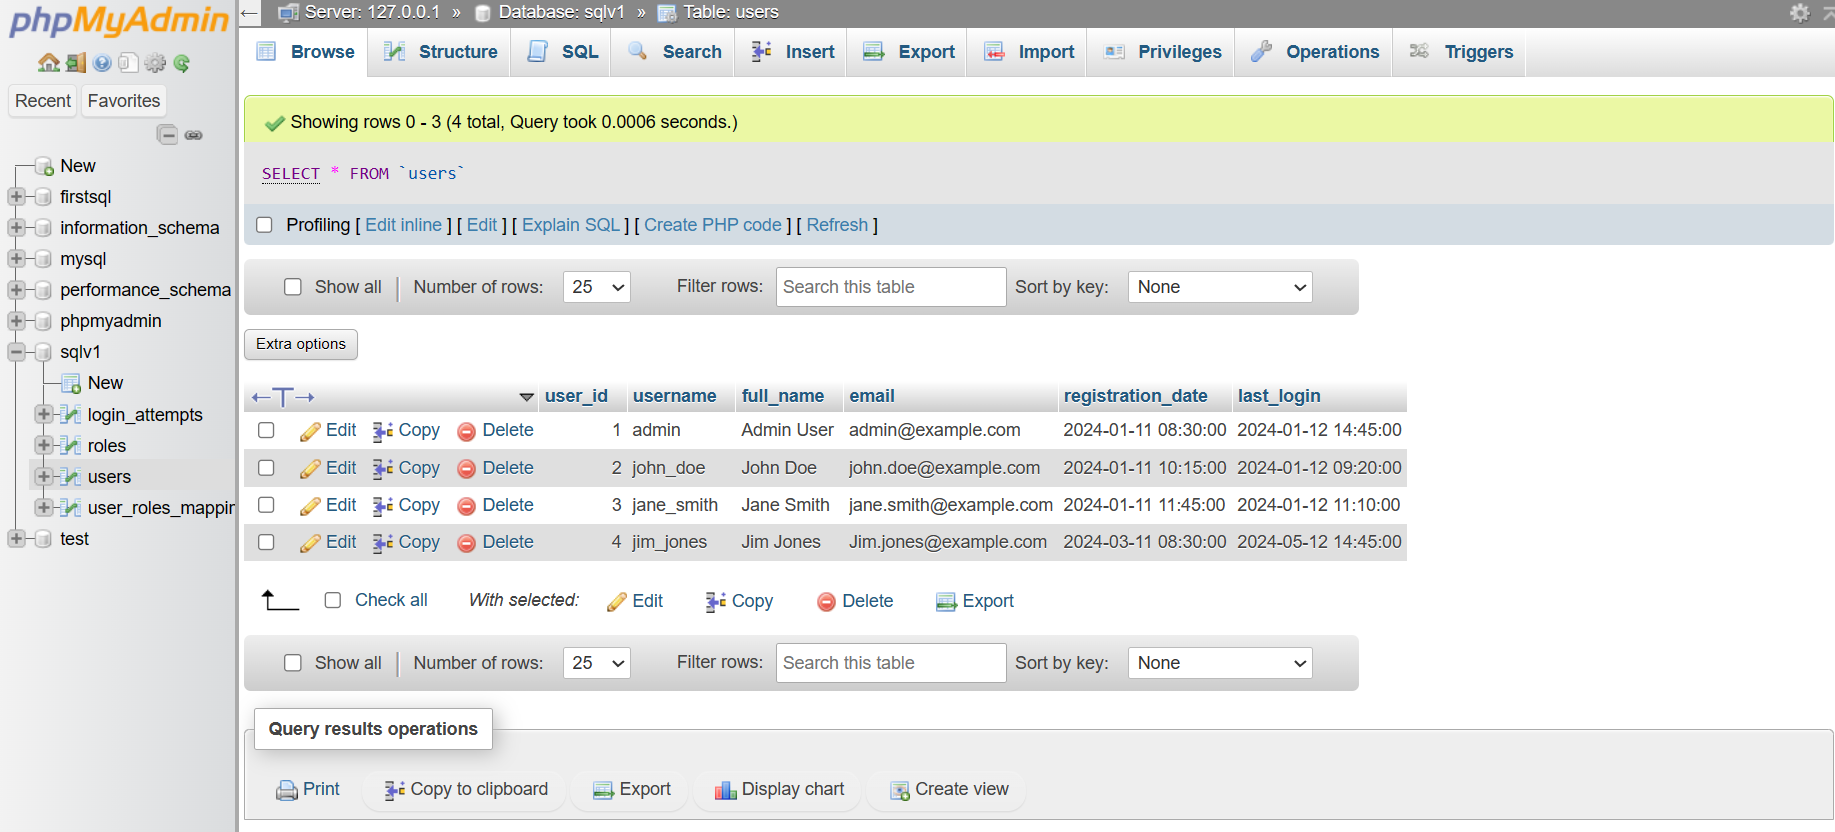 phpMyAdmin
Recent Favorites
New
firstsql
information_schema
mysql
performance_schema
phpmyadmin
sqlv1
New
login_attempts
roles
users
user_roles_mappin
test
Server: 127.0.0.1 » Database: sqlv1 » Table: users
Browse Structure SQL Search Insert Export Import Privileges Operations Triggers
Showing rows 0 - 3 (4 total, Query took 0.0006 seconds.)
SELECT * FROM `users`
Profiling [ Edit inline ] [ Edit ] [ Explain SQL ] [ Create PHP code ] [ Refresh ]
Show all | Number of rows: 25 Filter rows: Search this table Sort by key: None
Extra options
←T→ user_id username full_name email registration_date last_login
Edit Copy Delete 1 admin Admin User admin@example.com 2024-01-11 08:30:00 2024-01-12 14:45:00
Edit Copy Delete 2 john_doe John Doe john.doe@example.com 2024-01-11 10:15:00 2024-01-12 09:20:00
Edit Copy Delete 3 jane_smith Jane Smith jane.smith@example.com 2024-01-11 11:45:00 2024-01-12 11:10:00
Edit Copy Delete 4 jim_jones Jim Jones Jim.jones@example.com 2024-03-11 08:30:00 2024-05-12 14:45:00
Check all With selected: Edit Copy Delete Export
Show all | Number of rows: 25 Filter rows: Search this table Sort by key: None
Query results operations
Print Copy to clipboard Export Display chart Create view